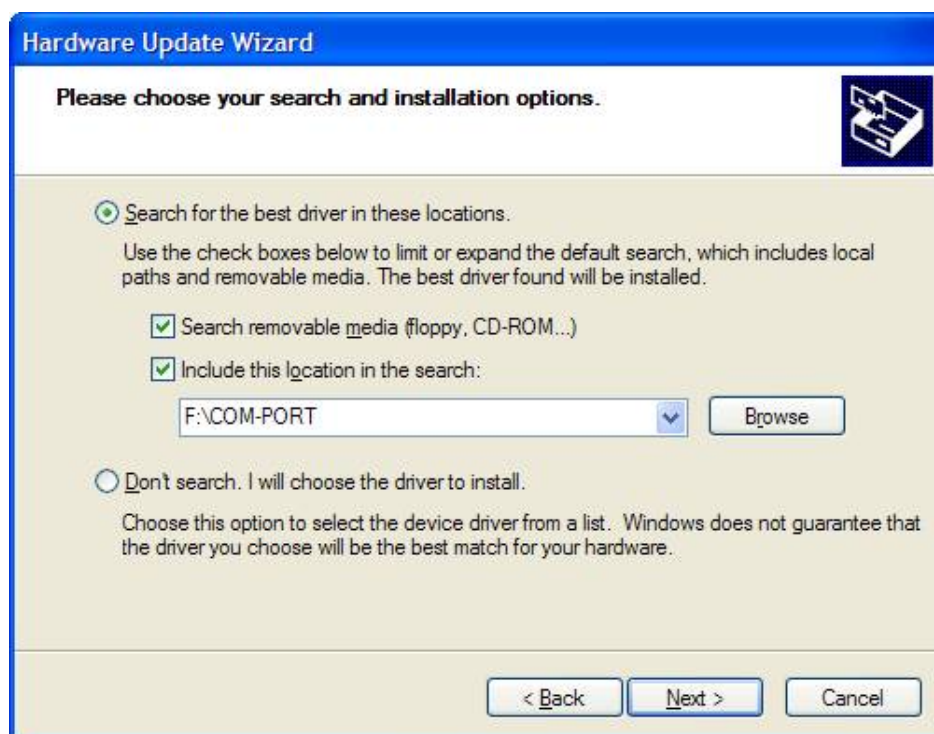 Hardware Update Wizard
Please choose your search and installation options.
Search for the best driver in these locations.
Use the check boxes below to limit or expand the default search, which includes local
paths and removable media. The best driver found will be installed.
Search removable media (floppy, CD-ROM...)
Include this location in the search:
F:\COM-PORT
Browse
Don't search. I will choose the driver to install.
Choose this option to select the device driver from a list.  Windows does not guarantee that
the driver you choose will be the best match for your hardware.
< Back
Next >
Cancel